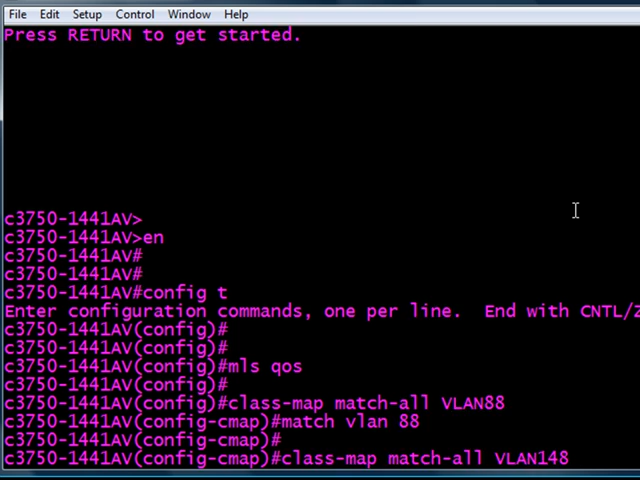 File Edit Setup Control Window Help
Press RETURN to get started.
c3750-1441AV>
c3750-1441AV>en
c3750-1441AV#
c3750-1441AV#
c3750-1441AV#config t
Enter configuration commands, one per line.  End with CNTL/Z
c3750-1441AV(config)#
c3750-1441AV(config)#
c3750-1441AV(config)#mls qos
c3750-1441AV(config)#
c3750-1441AV(config)#class-map match-all VLAN88
c3750-1441AV(config-cmap)#match vlan 88
c3750-1441AV(config-cmap)#
c3750-1441AV(config-cmap)#class-map match-all VLAN148